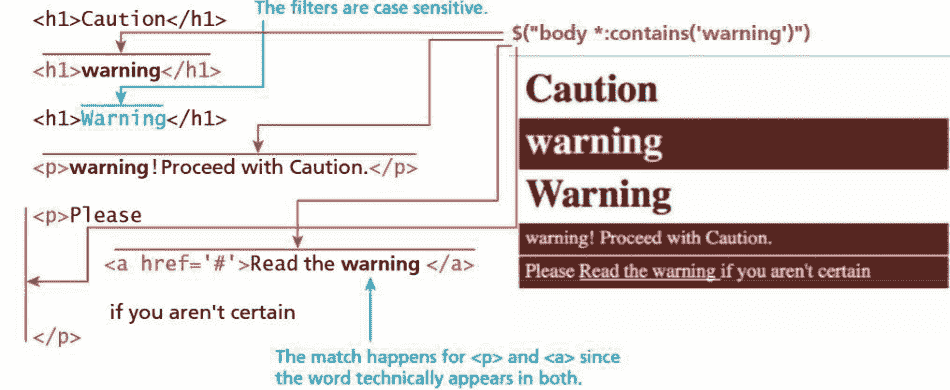 The filters are case sensitive.
<h1>Caution</h1>
$("body *:contains('warning')")
<h1>warning</h1>
<h1>Warning</h1>
<p>warning! Proceed with Caution.</p>
<p>Please
<a href='#'>Read the warning </a>
if you aren't certain
</p>
The match happens for <p> and <a> since
the word technically appears in both.
Caution
warning
Warning
warning! Proceed with Caution.
Please Read the warning if you aren't certain